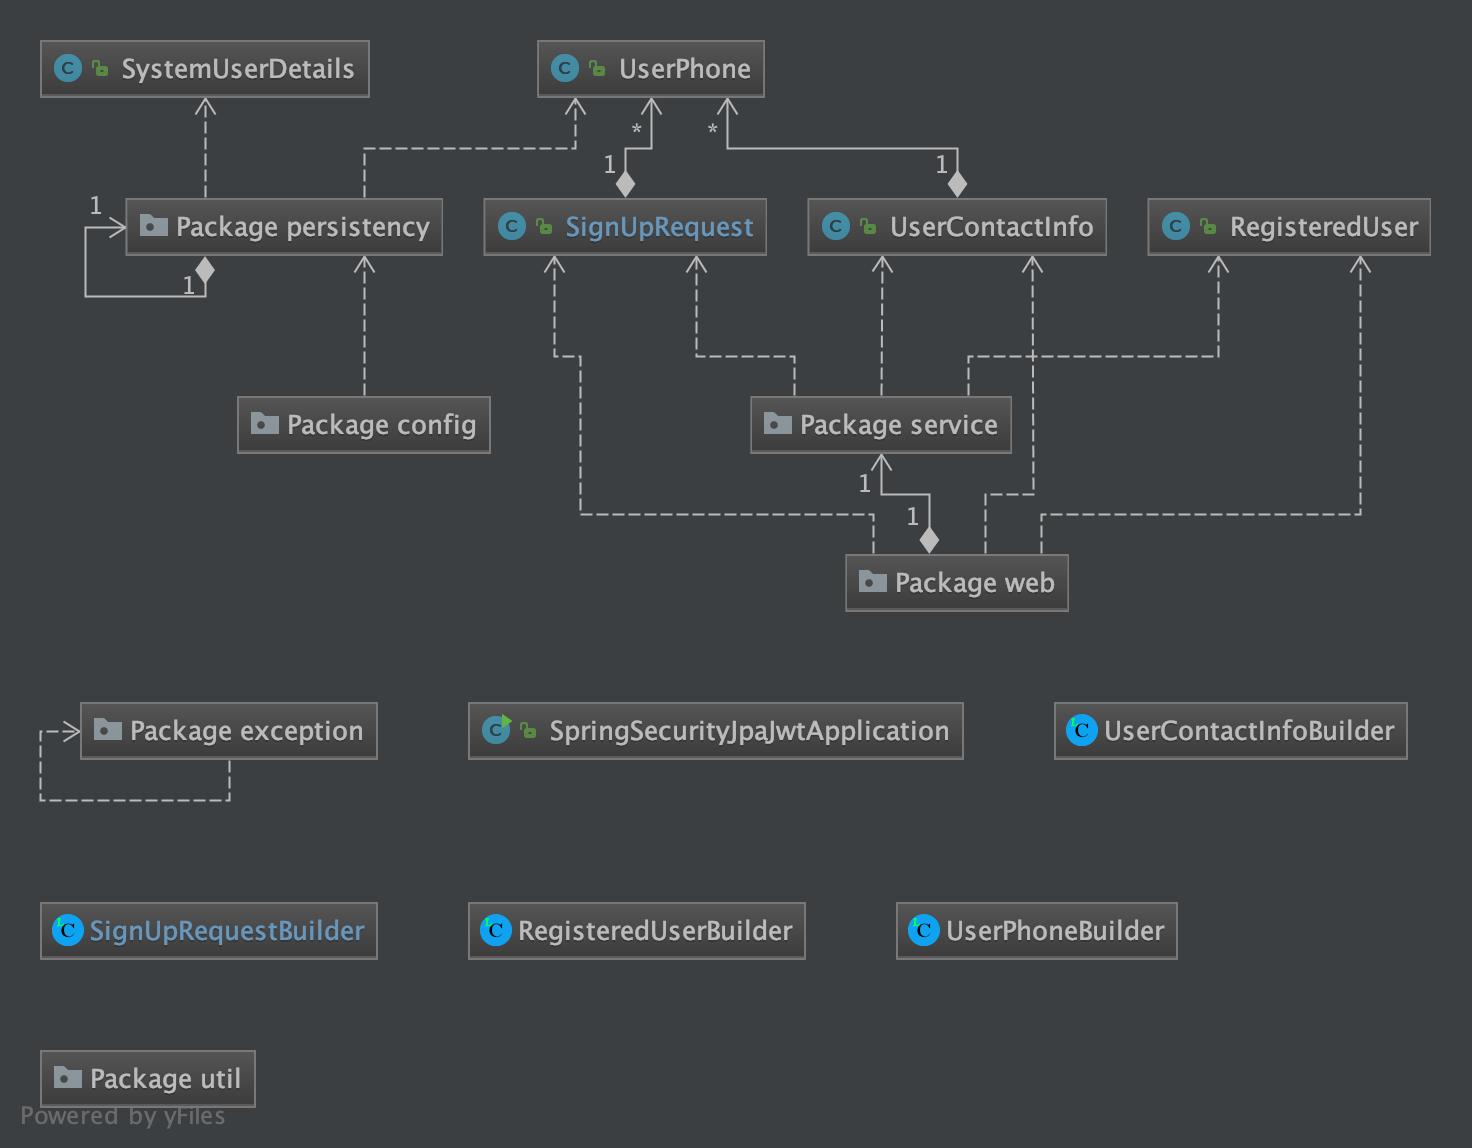 SystemUserDetails
UserPhone
* *
1 1
1
Package persistency
SignUpRequest
UserContactInfo
RegisteredUser
1
Package config
Package service
1
1
Package web
Package exception
SpringSecurityJpaJwtApplication
UserContactInfoBuilder
SignUpRequestBuilder
RegisteredUserBuilder
UserPhoneBuilder
Package util
Powered by yFiles